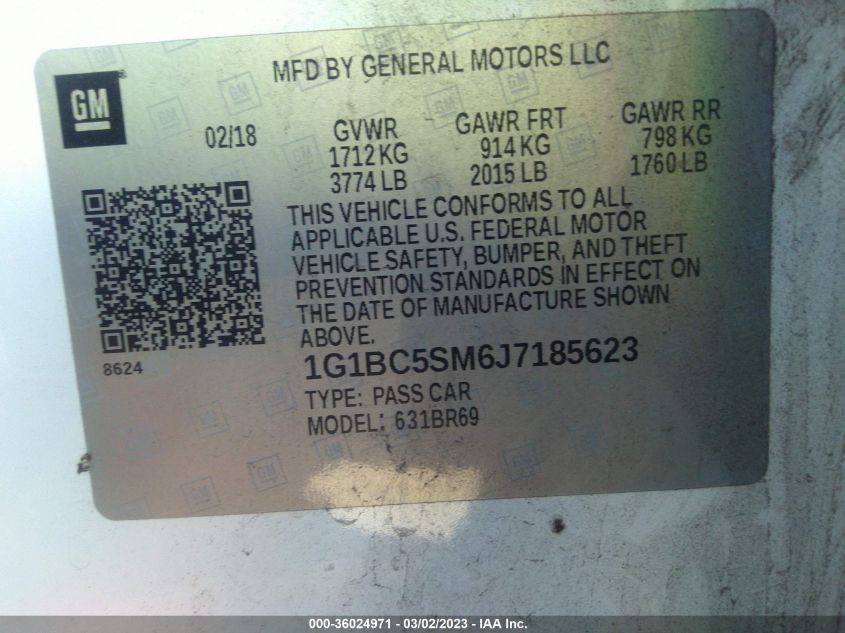 MFD BY GENERAL MOTORS LLC
GM
02/18
GVWR
1712 KG
3774 LB
GAWR FRT
914 KG
2015 LB
GAWR RR
798 KG
1760 LB
THIS VEHICLE CONFORMS TO ALL
APPLICABLE U.S. FEDERAL MOTOR
VEHICLE SAFETY, BUMPER, AND THEFT
PREVENTION STANDARDS IN EFFECT ON
THE DATE OF MANUFACTURE SHOWN
ABOVE.
8624
1G1BC5SM6J7185623
TYPE: PASS CAR
MODEL: 631BR69
000-36024971 - 03/02/2023 - IAA Inc.